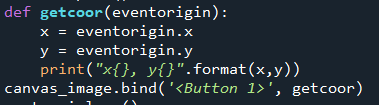 def getcoor(eventorigin):
    x = eventorigin.x
    y = eventorigin.y
    print("x{}, y{}".format(x,y))
canvas_image.bind('<Button 1>', getcoor)